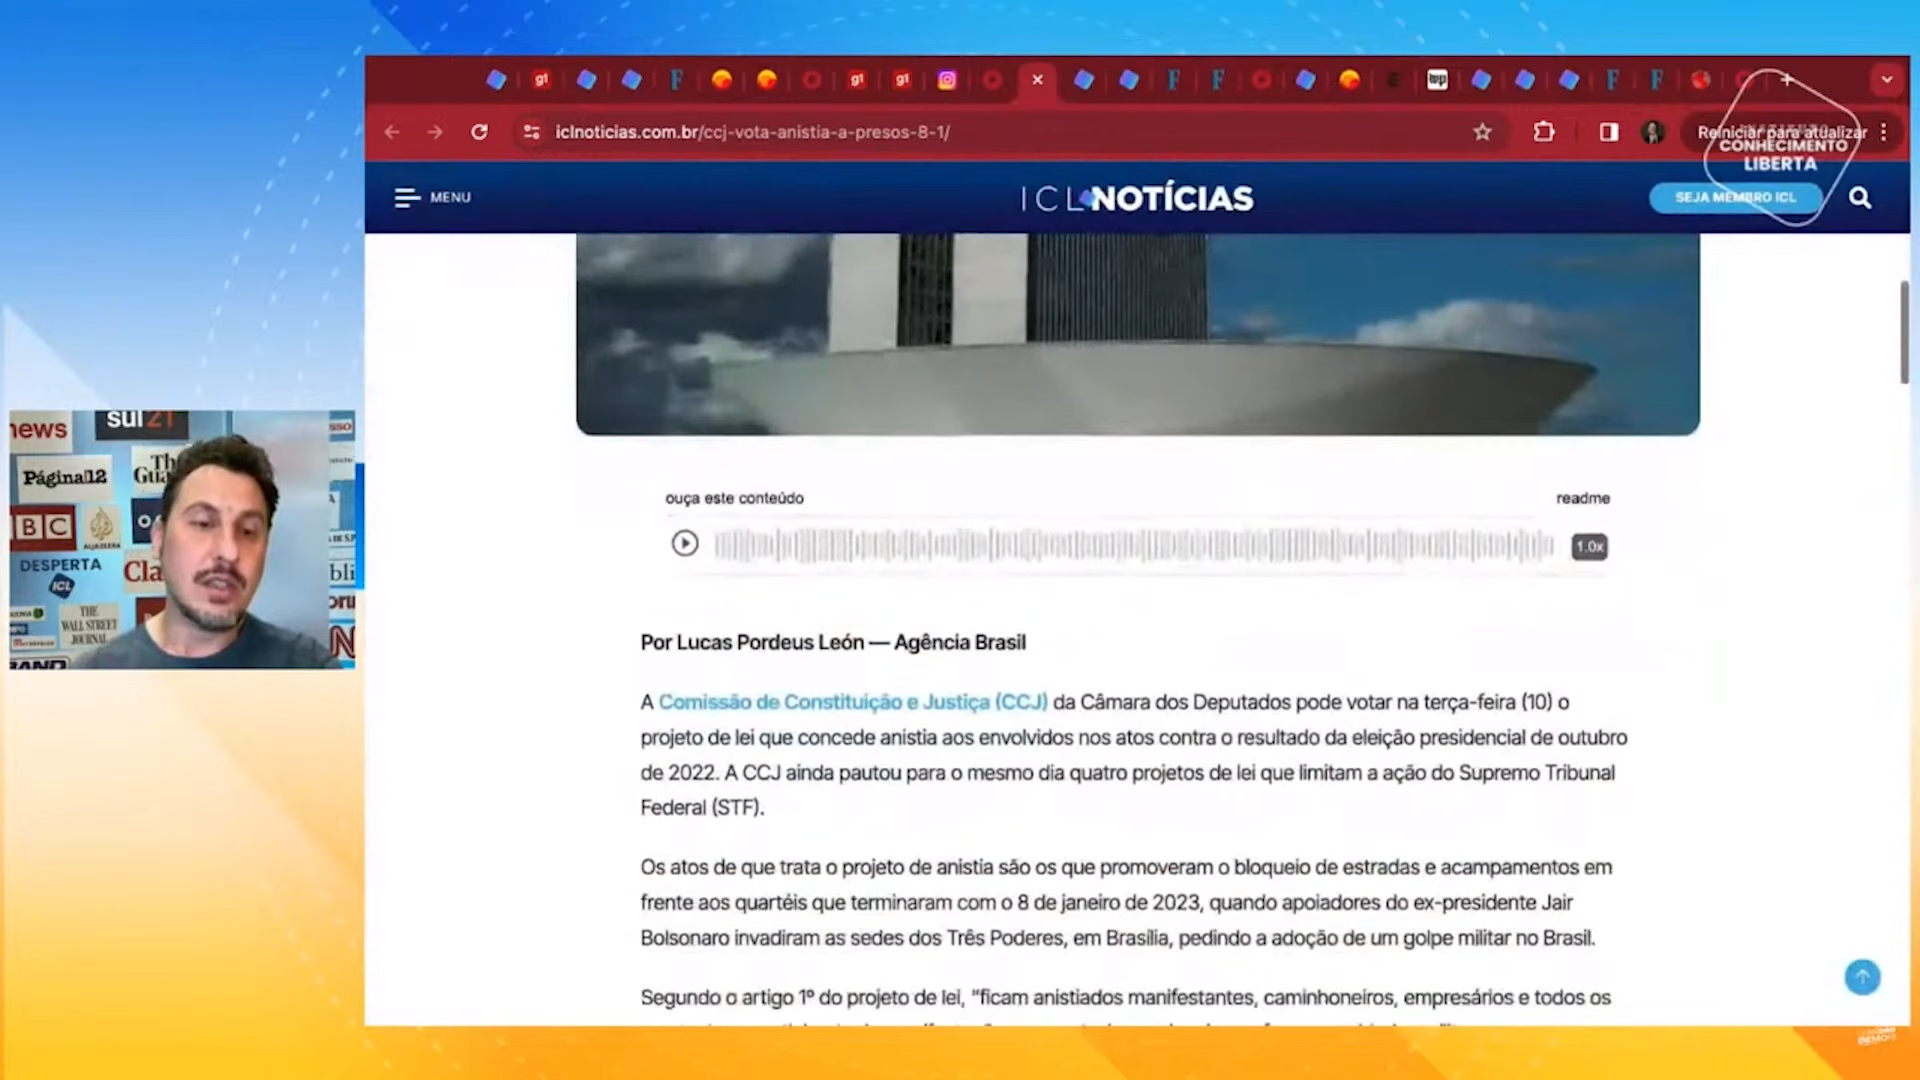 iclnoticias.com.br/ccj-vota-anistia-a-presos-8-1/
Reiniciar para atualizar
CONHECIMENTO
LIBERTA
MENU
ICL NOTÍCIAS
SEJA MEMBRO ICL
ouça este conteúdo
readme
1.0x
Por Lucas Pordeus León — Agência Brasil
A Comissão de Constituição e Justiça (CCJ) da Câmara dos Deputados pode votar na terça-feira (10) o
projeto de lei que concede anistia aos envolvidos nos atos contra o resultado da eleição presidencial de outubro
de 2022. A CCJ ainda pautou para o mesmo dia quatro projetos de lei que limitam a ação do Supremo Tribunal
Federal (STF).
Os atos de que trata o projeto de anistia são os que promoveram o bloqueio de estradas e acampamentos em
frente aos quartéis que terminaram com o 8 de janeiro de 2023, quando apoiadores do ex-presidente Jair
Bolsonaro invadiram as sedes dos Três Poderes, em Brasília, pedindo a adoção de um golpe militar no Brasil.
Segundo o artigo 1º do projeto de lei, “ficam anistiados manifestantes, caminhoneiros, empresários e todos os
news
sul21
Página12
The
BBC
ALJAZEERA
DESPERTA
ICL
THE
WALL STREET
JOURNAL
BAND